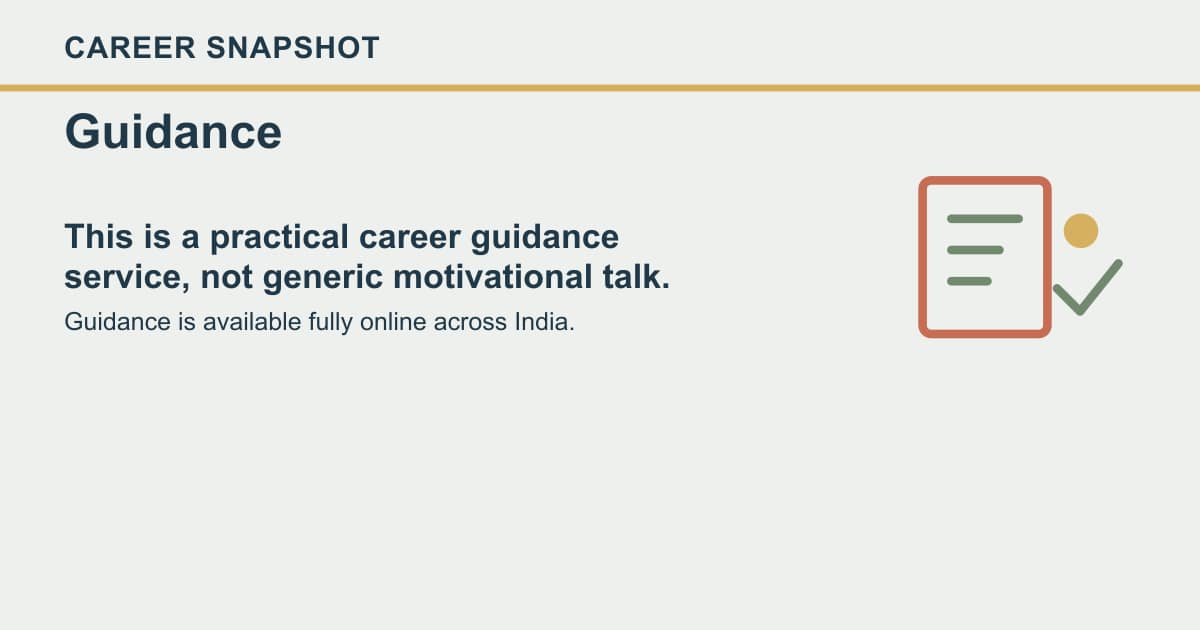 CAREER SNAPSHOT
Guidance
This is a practical career guidance
service, not generic motivational talk.
Guidance is available fully online across India.